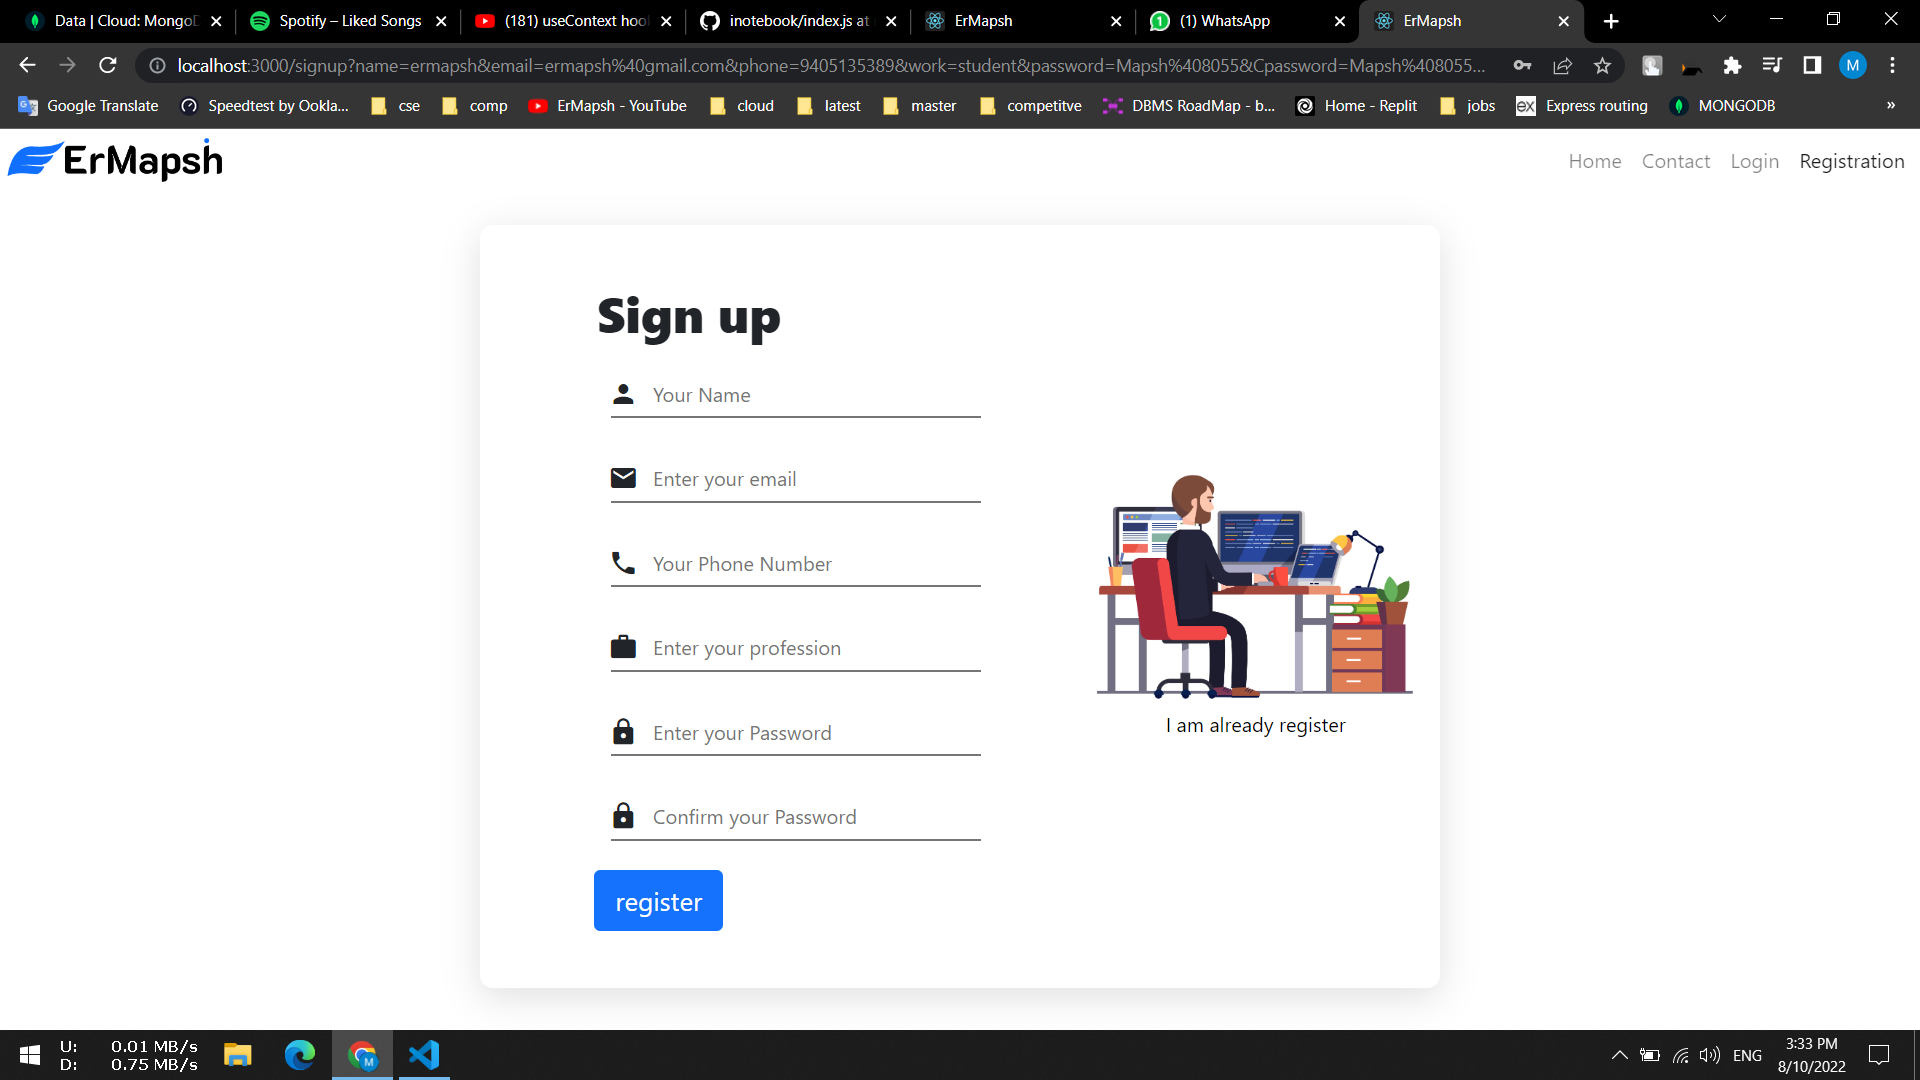 Data | Cloud: MongoD
Spotify – Liked Songs
(181) useContext hool
inotebook/index.js at
ErMapsh
(1) WhatsApp
ErMapsh
localhost:3000/signup?name=ermapsh&email=ermapsh%40gmail.com&phone=9405135389&work=student&password=Mapsh%408055&Cpassword=Mapsh%408055...
M
Google Translate
Speedtest by Ookla...
cse
comp
ErMapsh - YouTube
cloud
latest
master
competitve
DBMS RoadMap - b...
Home - Replit
jobs
ex
Express routing
MONGODB
»
ErMapsh
Home
Contact
Login
Registration
Sign up
Your Name
Enter your email
Your Phone Number
Enter your profession
Enter your Password
Confirm your Password
register
I am already register
U: 0.01 MB/s
D: 0.75 MB/s
M
ENG
3:33 PM
8/10/2022